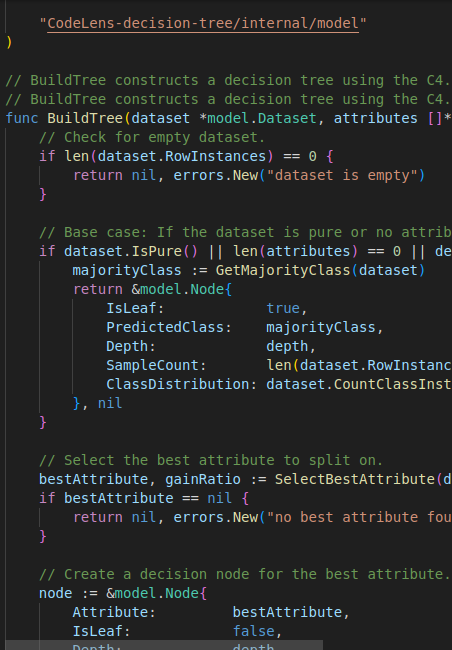 "CodeLens-decision-tree/internal/model"
)
// BuildTree constructs a decision tree using the C4.
// BuildTree constructs a decision tree using the C4.
func BuildTree(dataset *model.Dataset, attributes []*
// Check for empty dataset.
if len(dataset.RowInstances) == 0 {
return nil, errors.New("dataset is empty")
}
// Base case: If the dataset is pure or no attrib
if dataset.IsPure() || len(attributes) == 0 || de
majorityClass := GetMajorityClass(dataset)
return &model.Node{
IsLeaf: true,
PredictedClass: majorityClass,
Depth: depth,
SampleCount: len(dataset.RowInstanc
ClassDistribution: dataset.CountClassInst
}, nil
}
// Select the best attribute to split on.
bestAttribute, gainRatio := SelectBestAttribute(d
if bestAttribute == nil {
return nil, errors.New("no best attribute fou
}
// Create a decision node for the best attribute.
node := &model.Node{
Attribute: bestAttribute,
IsLeaf: false,
Depth: depth